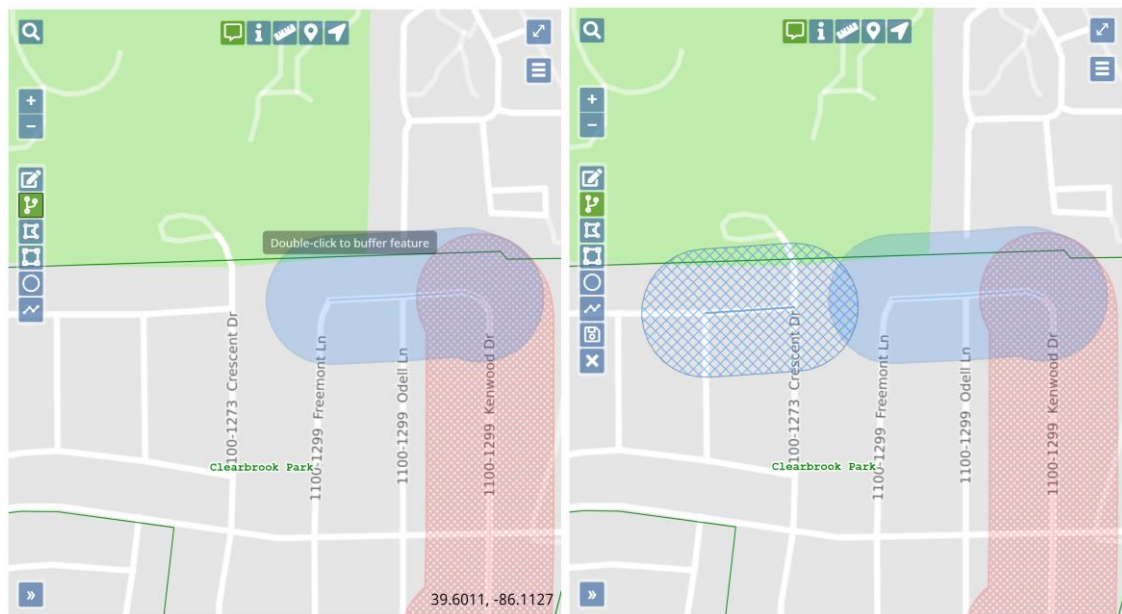 Double-click to buffer feature
1100-1273 Crescent Dr
1100-1299 Freemont Ln
1100-1299 Odell Ln
1100-1299 Kenwood Dr
Clearbrook Park
39.6011, -86.1127
100-1273 Crescent Dr
1100-1299 Freemont Ln
1100-1299 Odell Ln
1100-1299 Kenwood Dr
Clearbrook Park